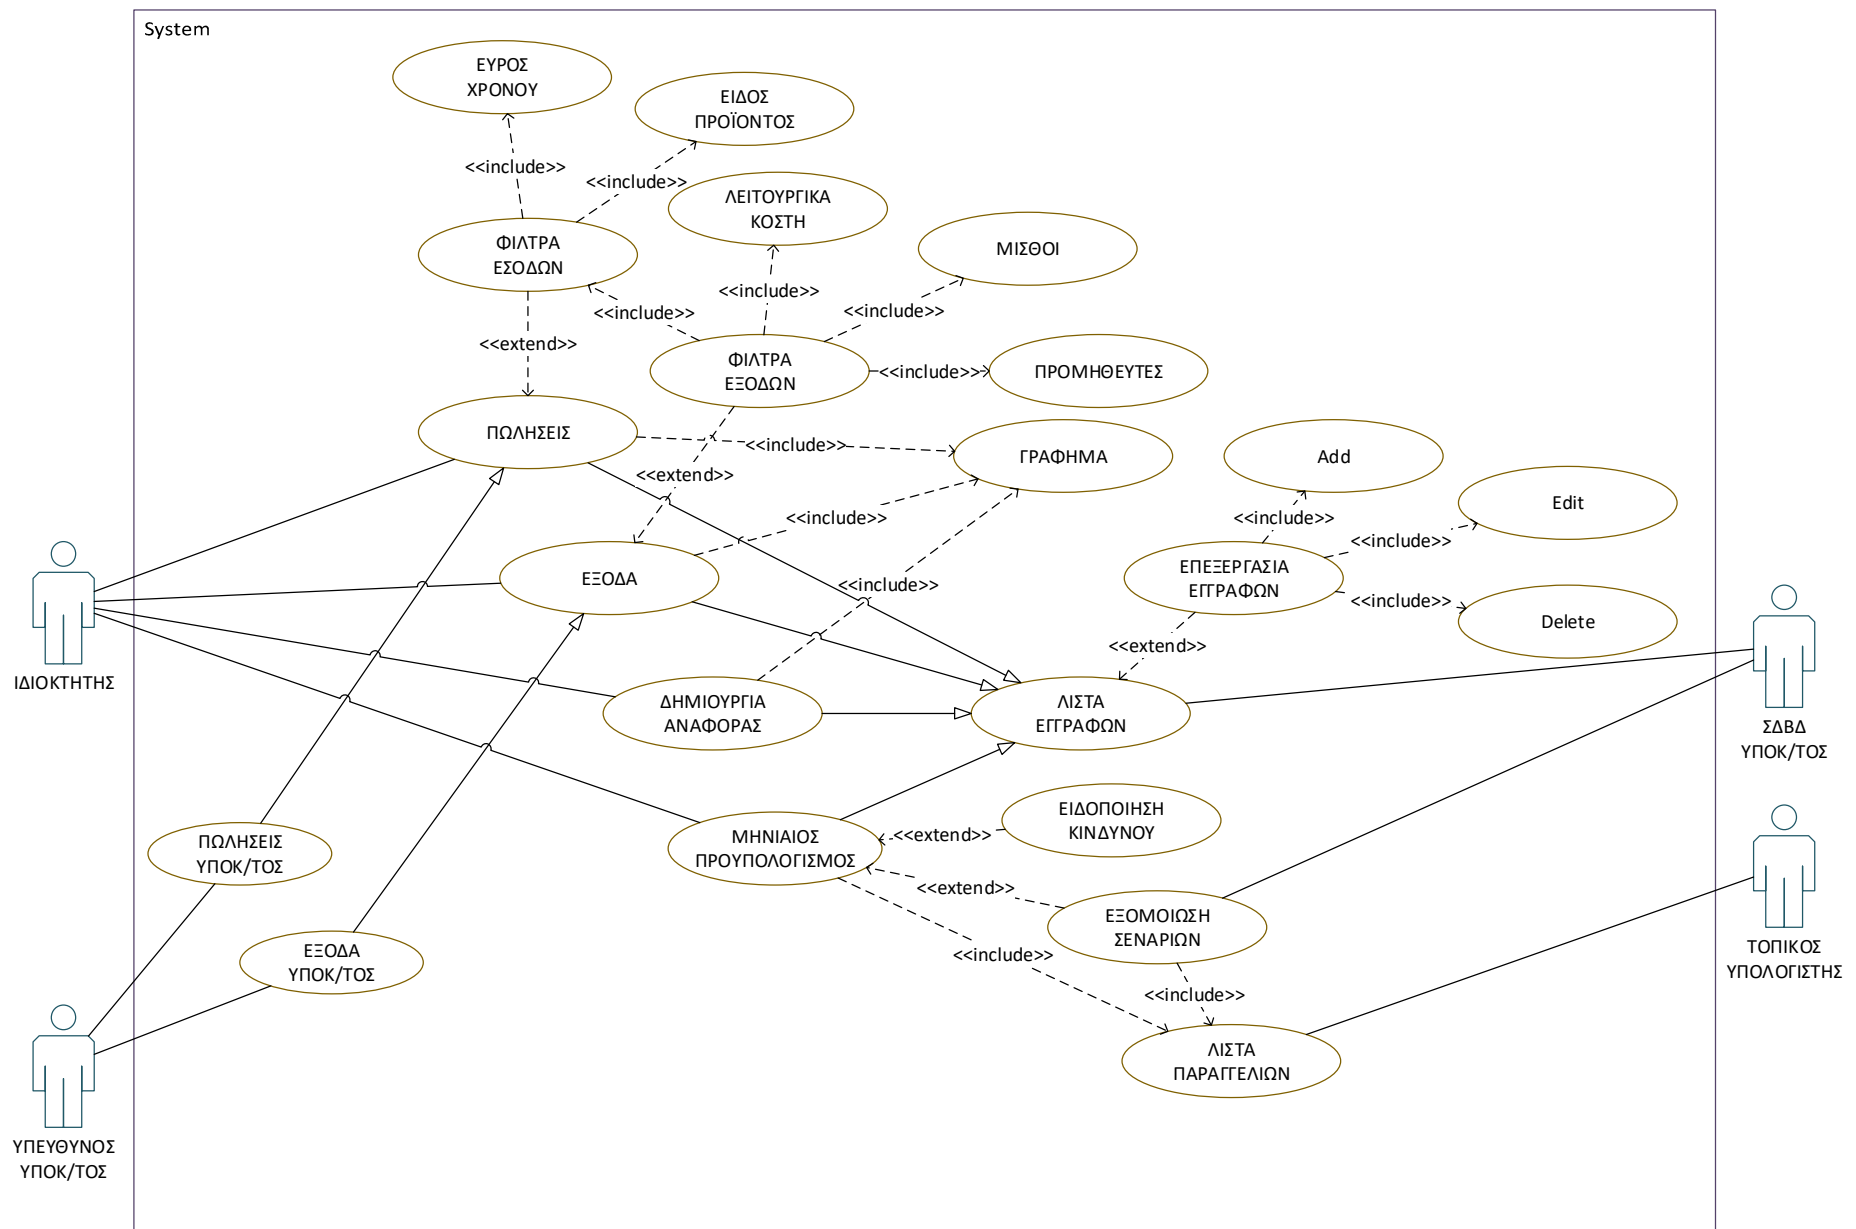 System
ΕΥΡΟΣ
ΧΡΟΝΟΥ
ΕΙΔΟΣ
ΠΡΟΪΟΝΤΟΣ
<<include>>
<<include>>
ΛΕΙΤΟΥΡΓΙΚΑ
ΚΟΣΤΗ
ΦΙΛΤΡΑ
ΕΣΟΔΩΝ
ΜΙΣΘΟΙ
<<include>>
<<include>>
<<include>>
<<extend>>
ΦΙΛΤΡΑ
ΕΞΟΔΩΝ
<<include>>
ΠΡΟΜΗΘΕΥΤΕΣ
ΠΩΛΗΣΕΙΣ
<<include>>
ΓΡΑΦΗΜΑ
Add
<<extend>>
Edit
<<include>>
<<include>>
<<include>>
ΕΞΟΔΑ
<<include>>
ΕΠΕΞΕΡΓΑΣΙΑ
ΕΓΓΡΑΦΩΝ
<<include>>
Delete
<<extend>>
ΙΔΙΟΚΤΗΤΗΣ
ΔΗΜΙΟΥΡΓΙΑ
ΑΝΑΦΟΡΑΣ
ΛΙΣΤΑ
ΕΓΓΡΑΦΩΝ
ΣΔΒΔ
ΥΠΟΚ/ΤΟΣ
ΕΙΔΟΠΟΙΗΣΗ
ΚΙΝΔΥΝΟΥ
<<extend>>
ΜΗΝΙΑΙΟΣ
ΠΡΟΥΠΟΛΟΓΙΣΜΟΣ
ΠΩΛΗΣΕΙΣ
ΥΠΟΚ/ΤΟΣ
<<extend>>
ΕΞΟΜΟΙΩΣΗ
ΣΕΝΑΡΙΩΝ
ΤΟΠΙΚΟΣ
ΥΠΟΛΟΓΙΣΤΗΣ
ΕΞΟΔΑ
ΥΠΟΚ/ΤΟΣ
<<include>>
<<include>>
ΛΙΣΤΑ
ΠΑΡΑΓΓΕΛΙΩΝ
ΥΠΕΥΘΥΝΟΣ
ΥΠΟΚ/ΤΟΣ